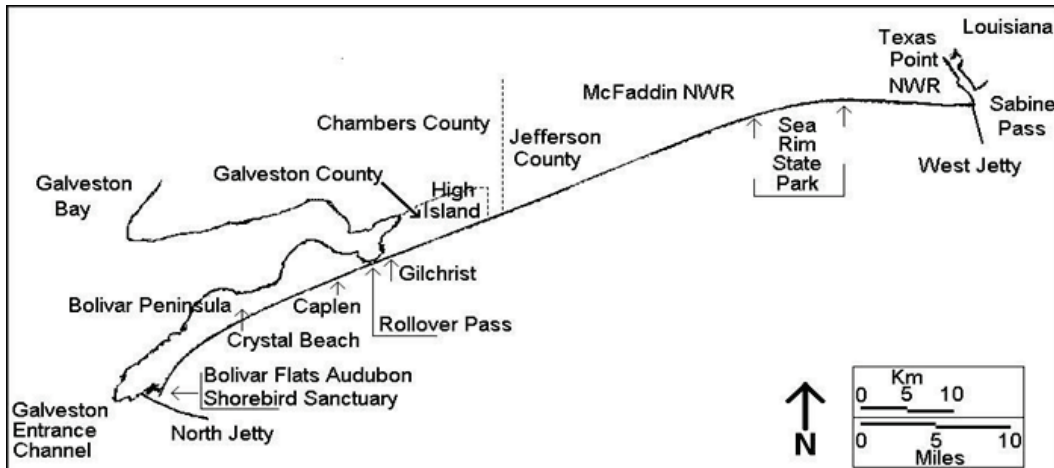 Louisiana
Texas
Point
NWR
Sabine
Pass
McFaddin NWR
Sea
Rim
State
Park
West Jetty
Chambers County
Jefferson
County
Galveston County
High
Island
Galveston
Bay
Gilchrist
Bolivar Peninsula
Caplen
Rollover Pass
Crystal Beach
Bolivar Flats Audubon
Shorebird Sanctuary
Galveston
Entrance
Channel
North Jetty
N
Km
0 5 10
0 5 10
Miles